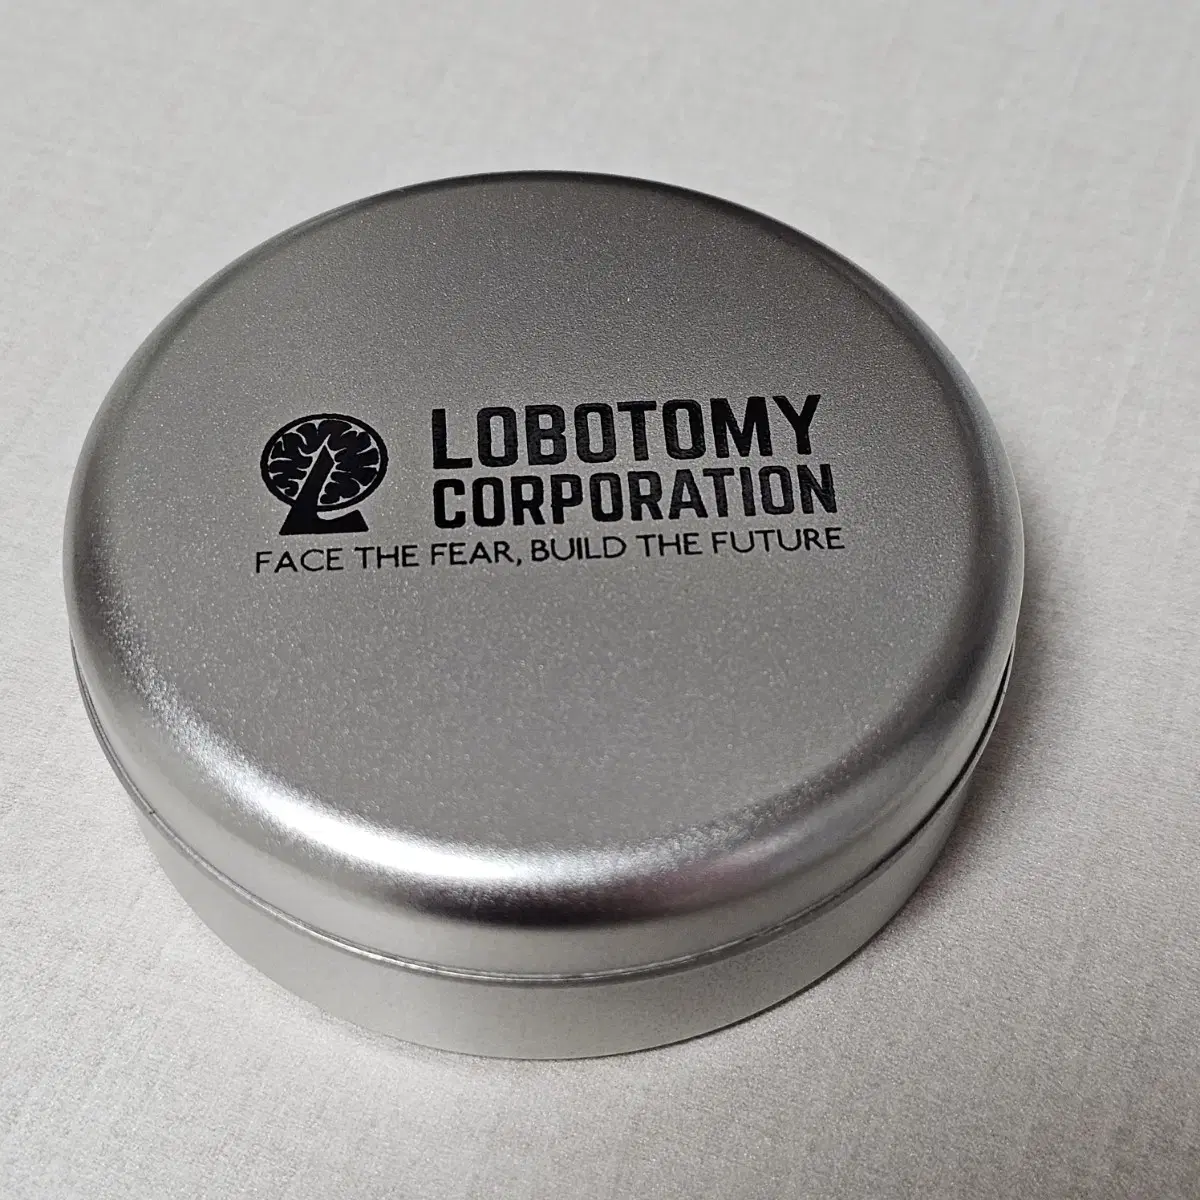 LOBOTOMY
CORPORATION
FACE THE FEAR, BUILD THE FUTURE